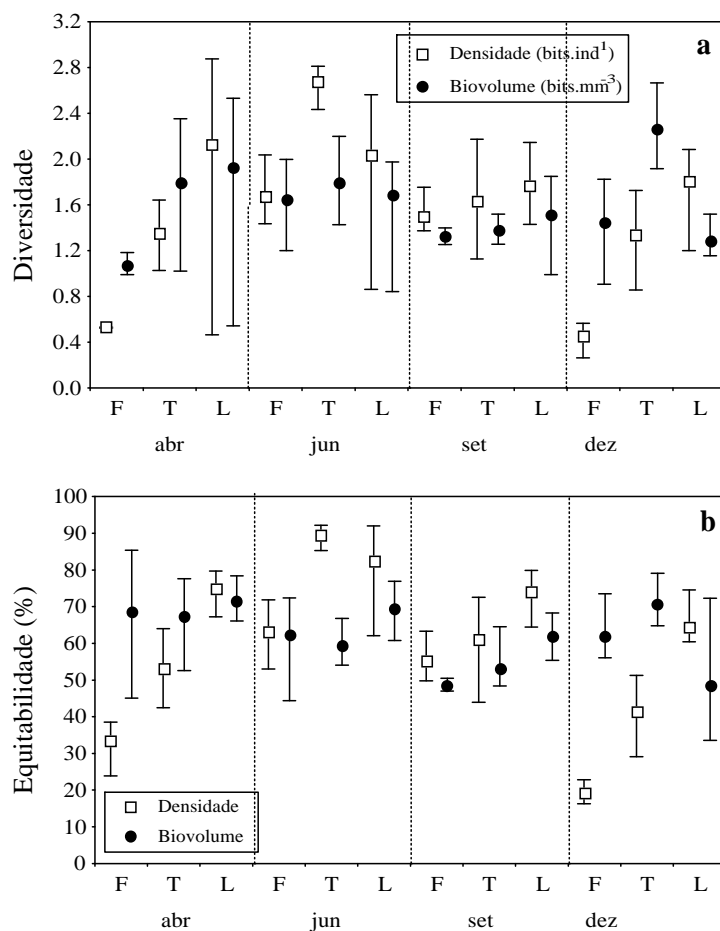 a
Densidade (bits.ind-1)
Biovolume (bits.mm-3)
Diversidade
3.2
2.8
2.4
2.0
1.6
1.2
0.8
0.4
0.0
F T L F T L F T L F T L
abr jun set dez
b
Equitabilidade (%)
100
90
80
70
60
50
40
30
20
10
0
Densidade
Biovolume
F T L F T L F T L F T L
abr jun set dez